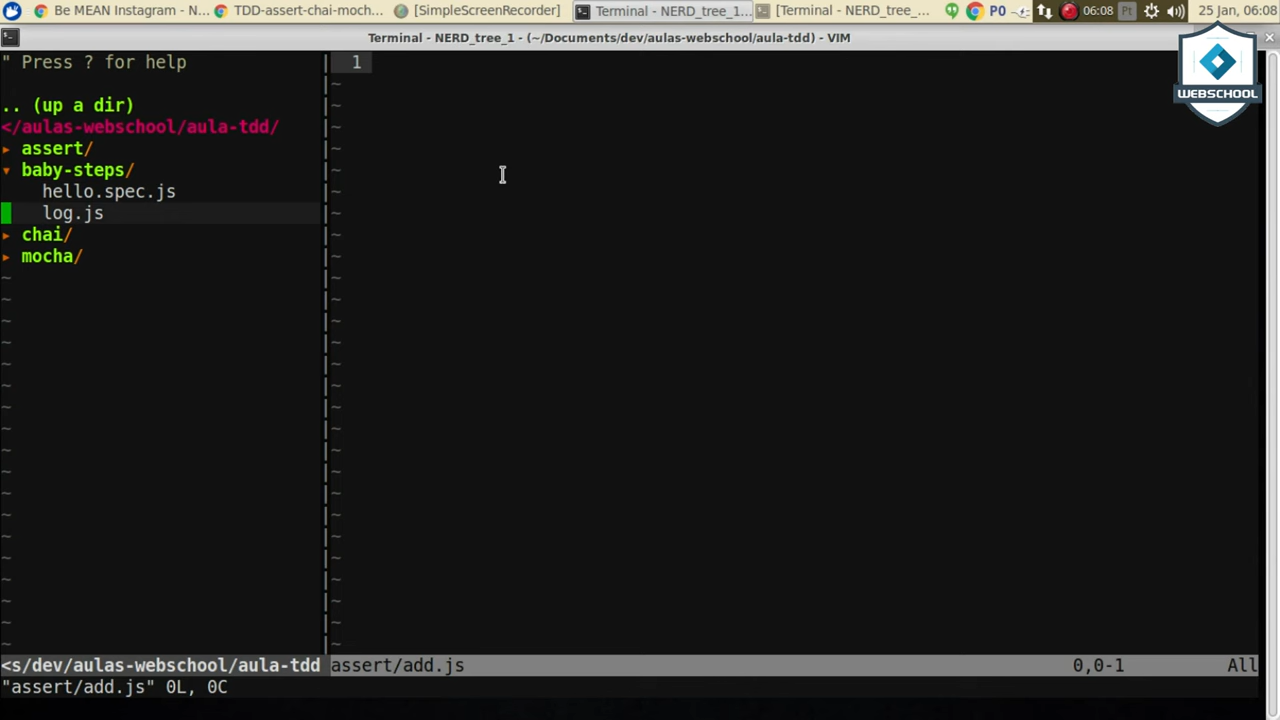 Be MEAN Instagram - N...
TDD-assert-chai-moch...
[SimpleScreenRecorder]
Terminal - NERD_tree_1...
[Terminal - NERD_tree_...
P0
06:08
Pt
25 Jan, 06:08
Terminal - NERD_tree_1 - (~/Documents/dev/aulas-webschool/aula-tdd) - VIM
WEBSCHOOL
" Press ? for help
1
.. (up a dir)
</aulas-webschool/aula-tdd/
▸ assert/
▾ baby-steps/
hello.spec.js
log.js
▸ chai/
▸ mocha/
<s/dev/aulas-webschool/aula-tdd
assert/add.js
0,0-1
All
"assert/add.js" 0L, 0C